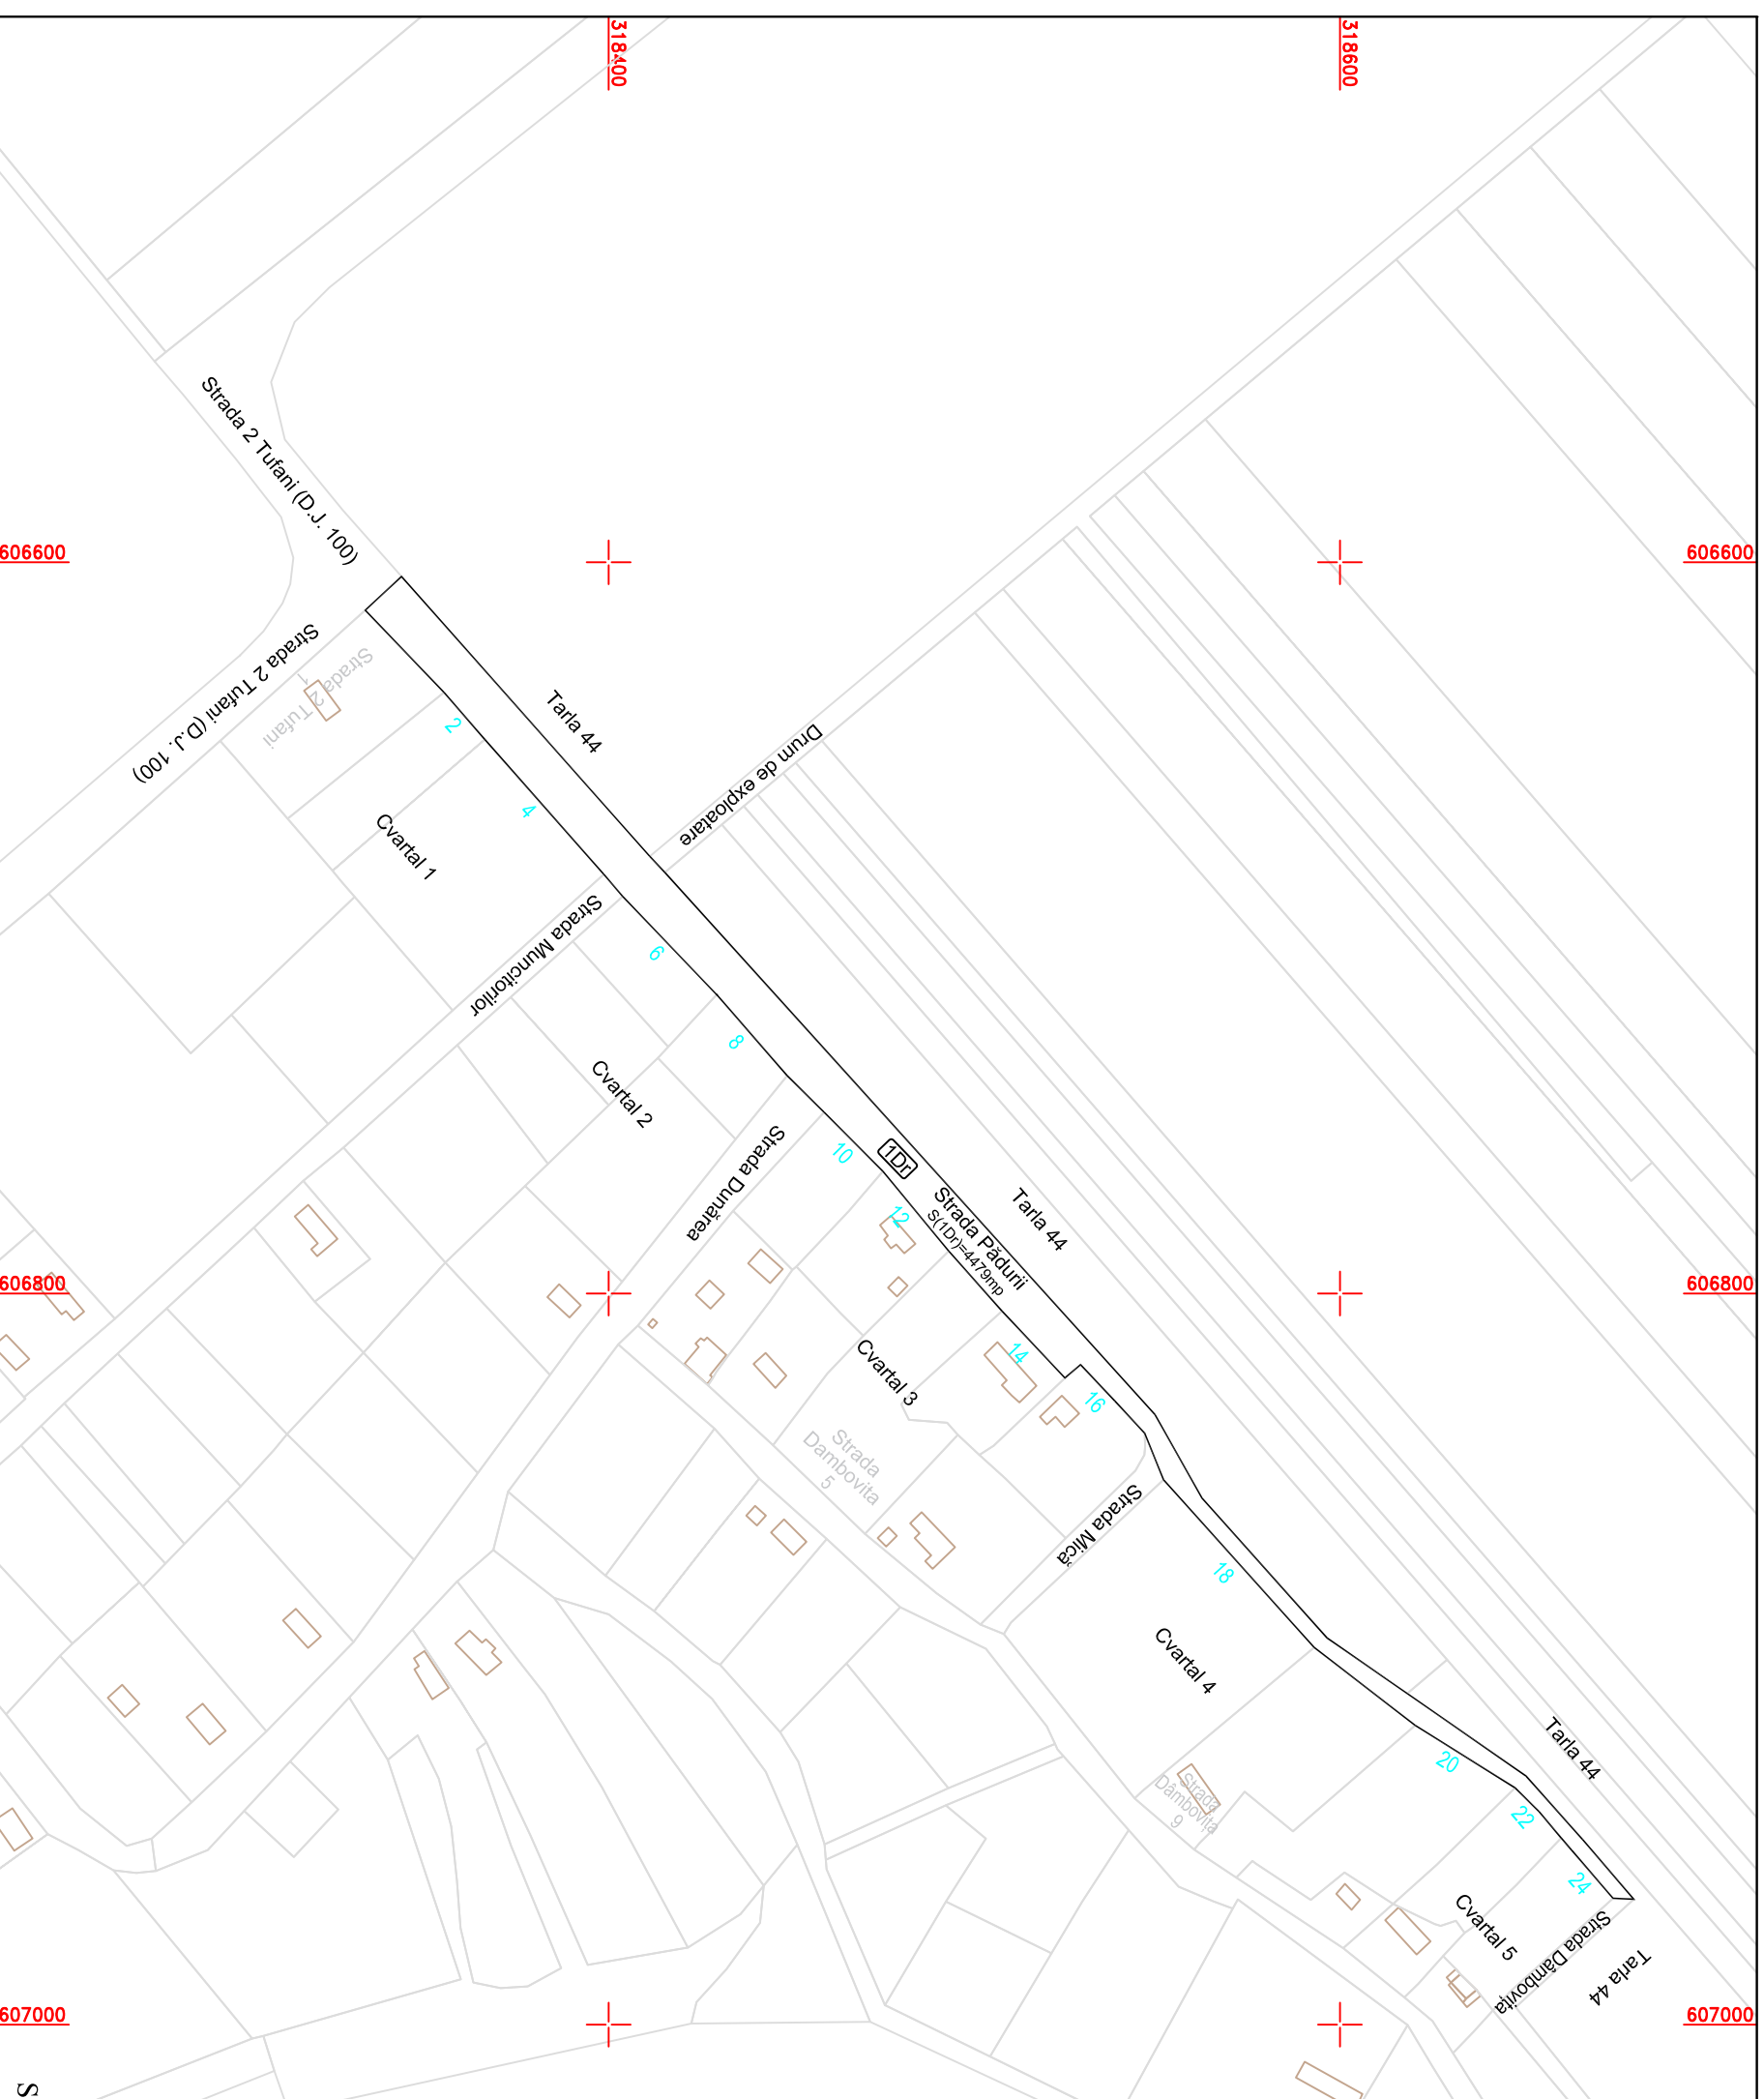 318400
318600
Strada 2 Tufani (D.J. 100)
606600
606600
Strada 2 Tufani (D.J. 100)
Strada
2 Tufani
1
2
Tarla 44
Drum de exploatare
4
Cvartal 1
Strada Muncitorilor
6
8
Cvartal 2
Strada Dunărea
10
1Dr
12
Strada Pădurii
S(1Dr)=4479mp
Tarla 44
606800
606800
14
Cvartal 3
16
Strada
Dambovita
5
Strada Mică
18
Cvartal 4
20
Tarla 44
Strada
Dâmbovița
9
22
24
Cvartal 5
Strada Dâmbovița
Tarla 44
607000
607000
S